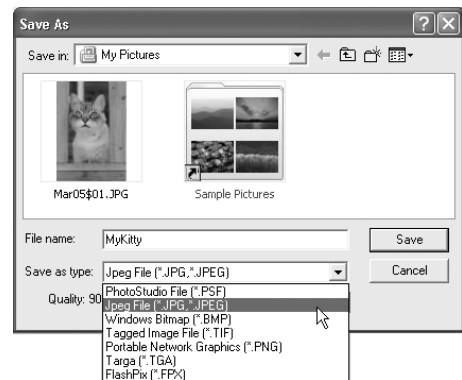 Save As
Save in: My Pictures
Mar05$01.JPG Sample Pictures
File name: MyKitty Save
Save as type: Jpeg File (*.JPG,*.JPEG) Cancel
Quality: 90
PhotoStudio File (*.PSF)
Jpeg File (*.JPG,*.JPEG)
Windows Bitmap (*.BMP)
Tagged Image File (*.TIF)
Portable Network Graphics (*.PNG)
Targa (*.TGA)
FlashPix (*.FPX)